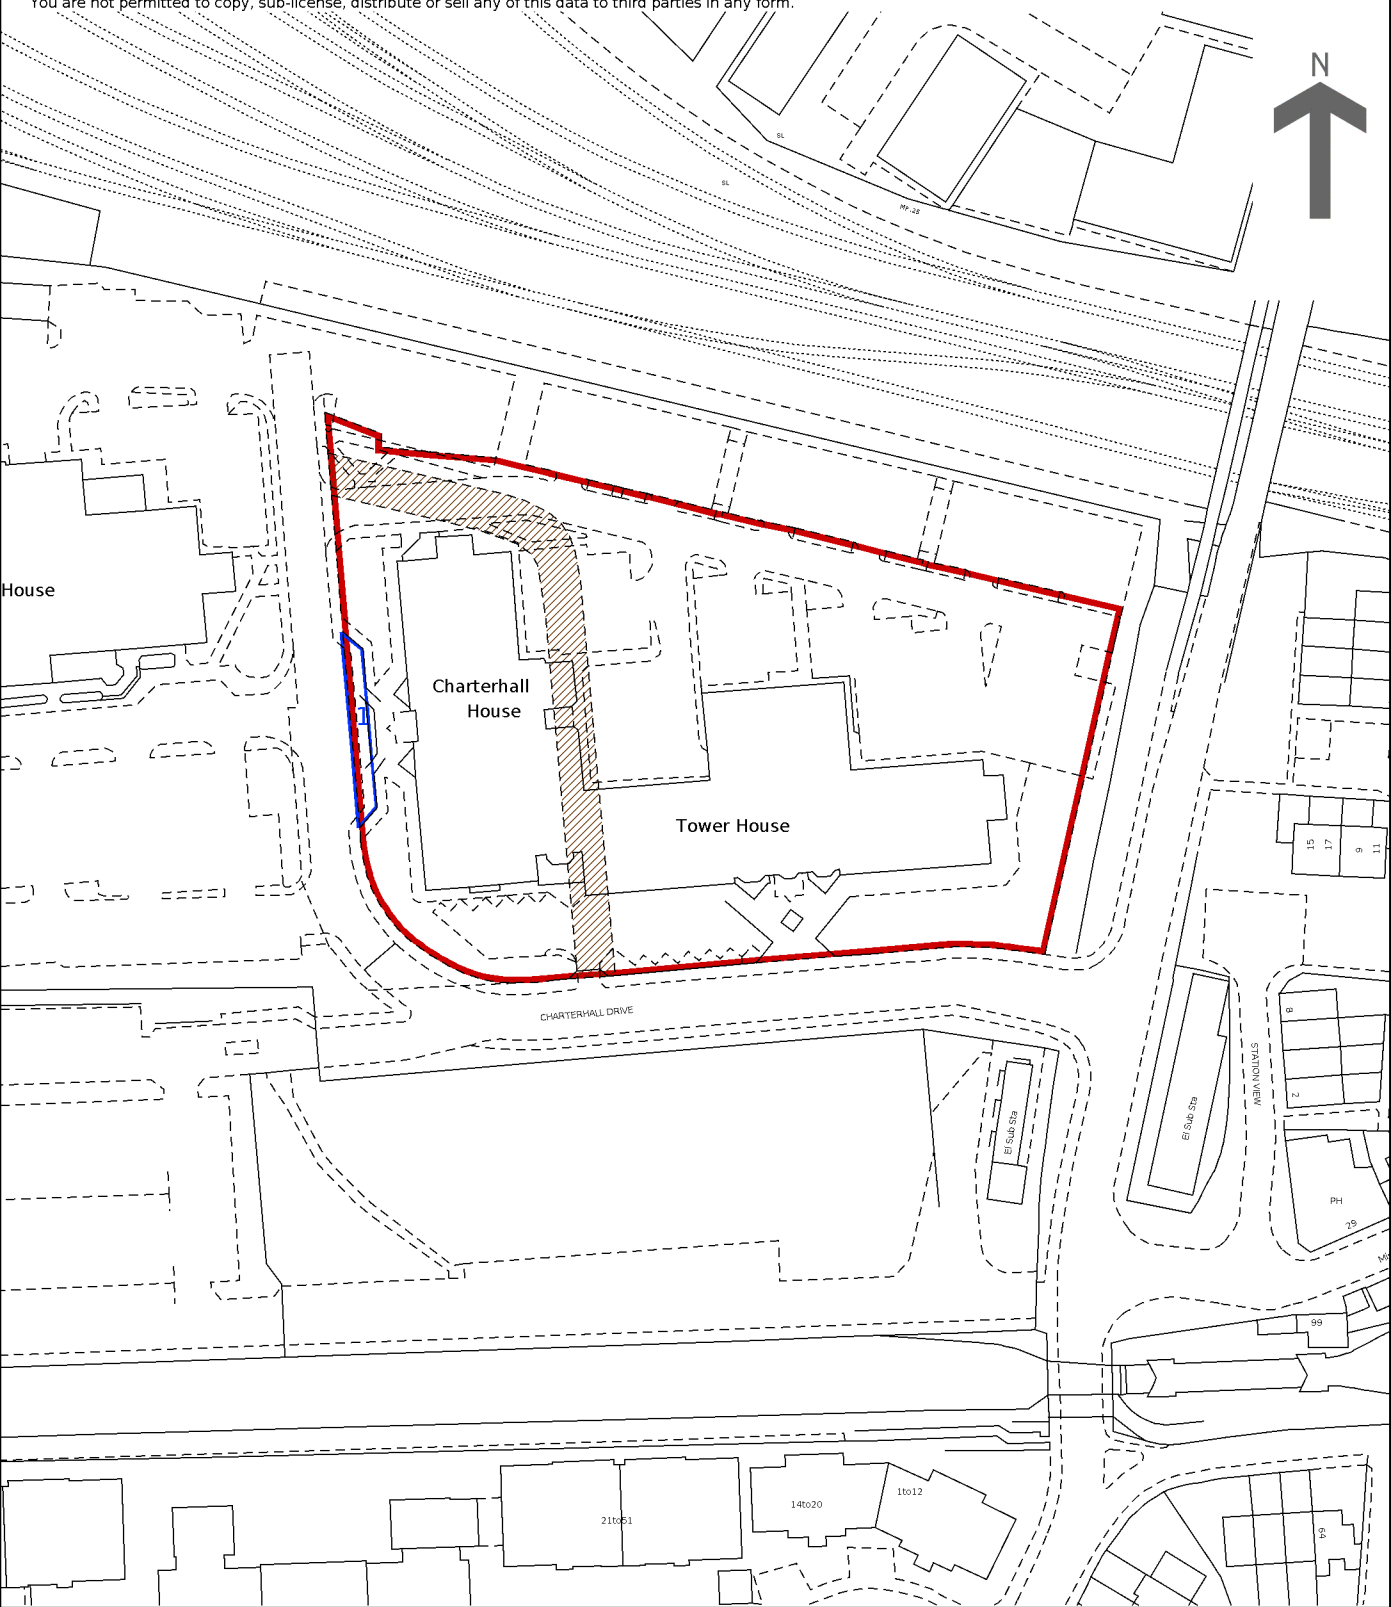 You are not permitted to copy, sub-license, distribute or sell any of this data to third parties in any form.
N
SL
SL
House
Charterhall
House
1
Tower House
15
17
9
11
CHARTERHALL DRIVE
8
STATION VIEW
2
El Sub Sta
El Sub Sta
PH
29
99
14to20
1to12
21to51
64